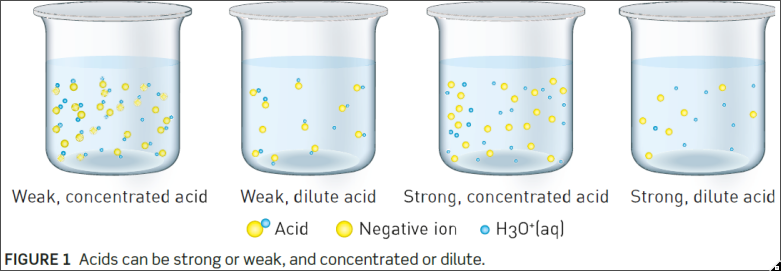 Weak, concentrated acid Weak, dilute acid Strong, concentrated acid Strong, dilute acid
Acid Negative ion H3O⁺(aq)
FIGURE 1 Acids can be strong or weak, and concentrated or dilute.